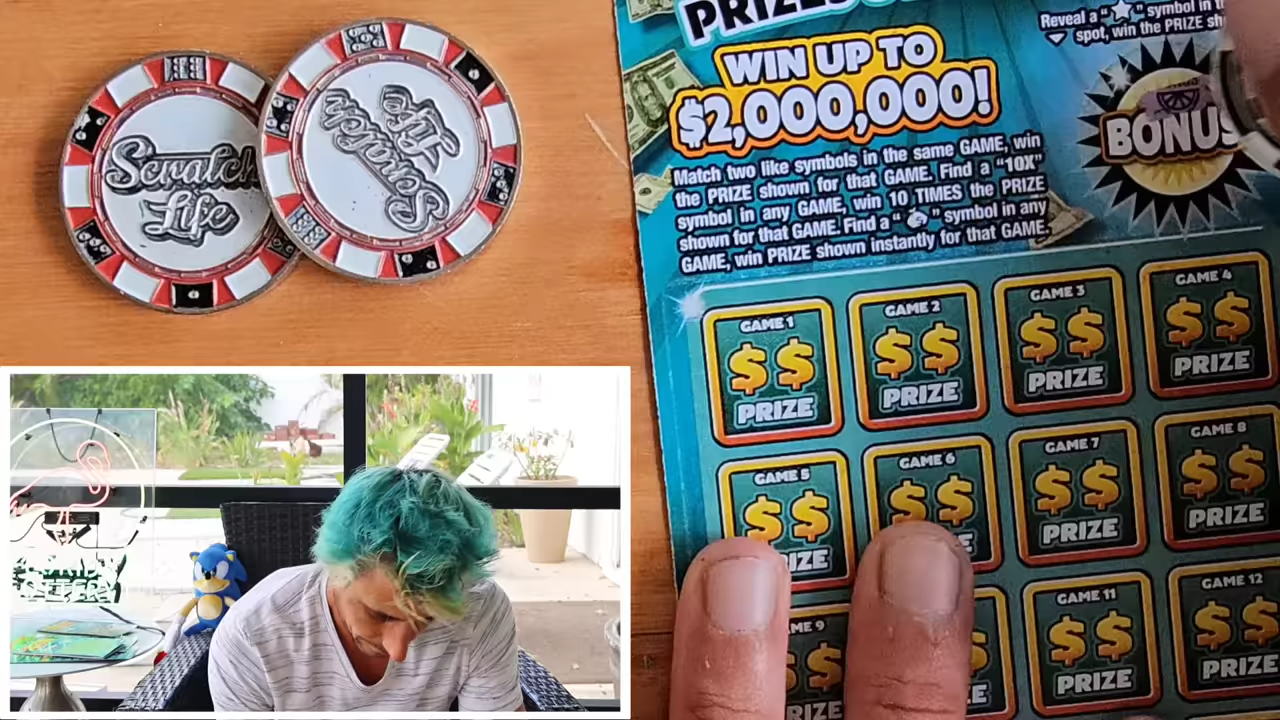 Scratch
Life
Scratch
Life
WIN UP TO
$2,000,000!
Match two like symbols in the same GAME, win
the PRIZE shown for that GAME. Find a "10X"
symbol in any GAME, win 10 TIMES the PRIZE
shown for that GAME. Find a " " symbol in any
GAME, win PRIZE shown instantly for that GAME.
Reveal a " " symbol in
spot, win the PRIZE
BONUS
GAME 1
$$
PRIZE
GAME 2
$$
PRIZE
GAME 3
$$
PRIZE
GAME 4
$$
PRIZE
GAME 5
$$
GAME 6
$$
GAME 7
$$
PRIZE
GAME 8
$$
PRIZE
GAME 11
$$
PRIZE
GAME 12
$$
PRIZE